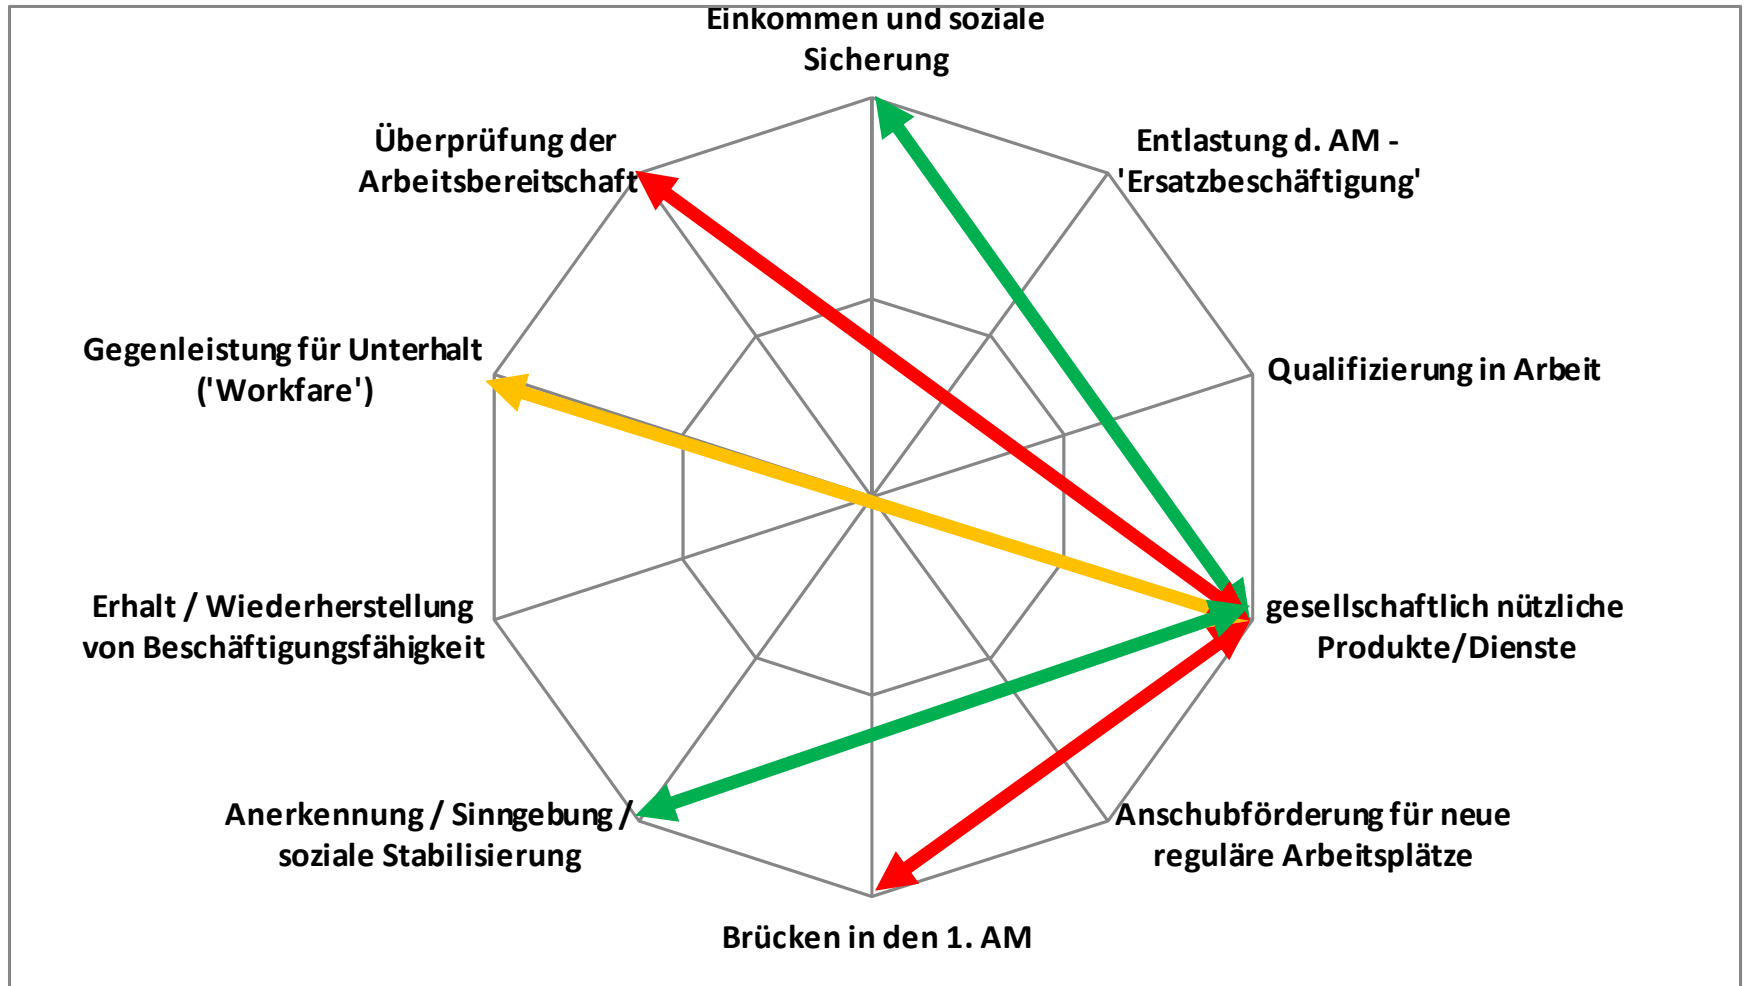 Einkommen und soziale
Sicherung
Überprüfung der
Arbeitsbereitschaft
Entlastung d. AM -
'Ersatzbeschäftigung'
Gegenleistung für Unterhalt
('Workfare')
Qualifizierung in Arbeit
Erhalt / Wiederherstellung
von Beschäftigungsfähigkeit
gesellschaftlich nützliche
Produkte/Dienste
Anerkennung / Sinngebung /
soziale Stabilisierung
Anschubförderung für neue
reguläre Arbeitsplätze
Brücken in den 1. AM